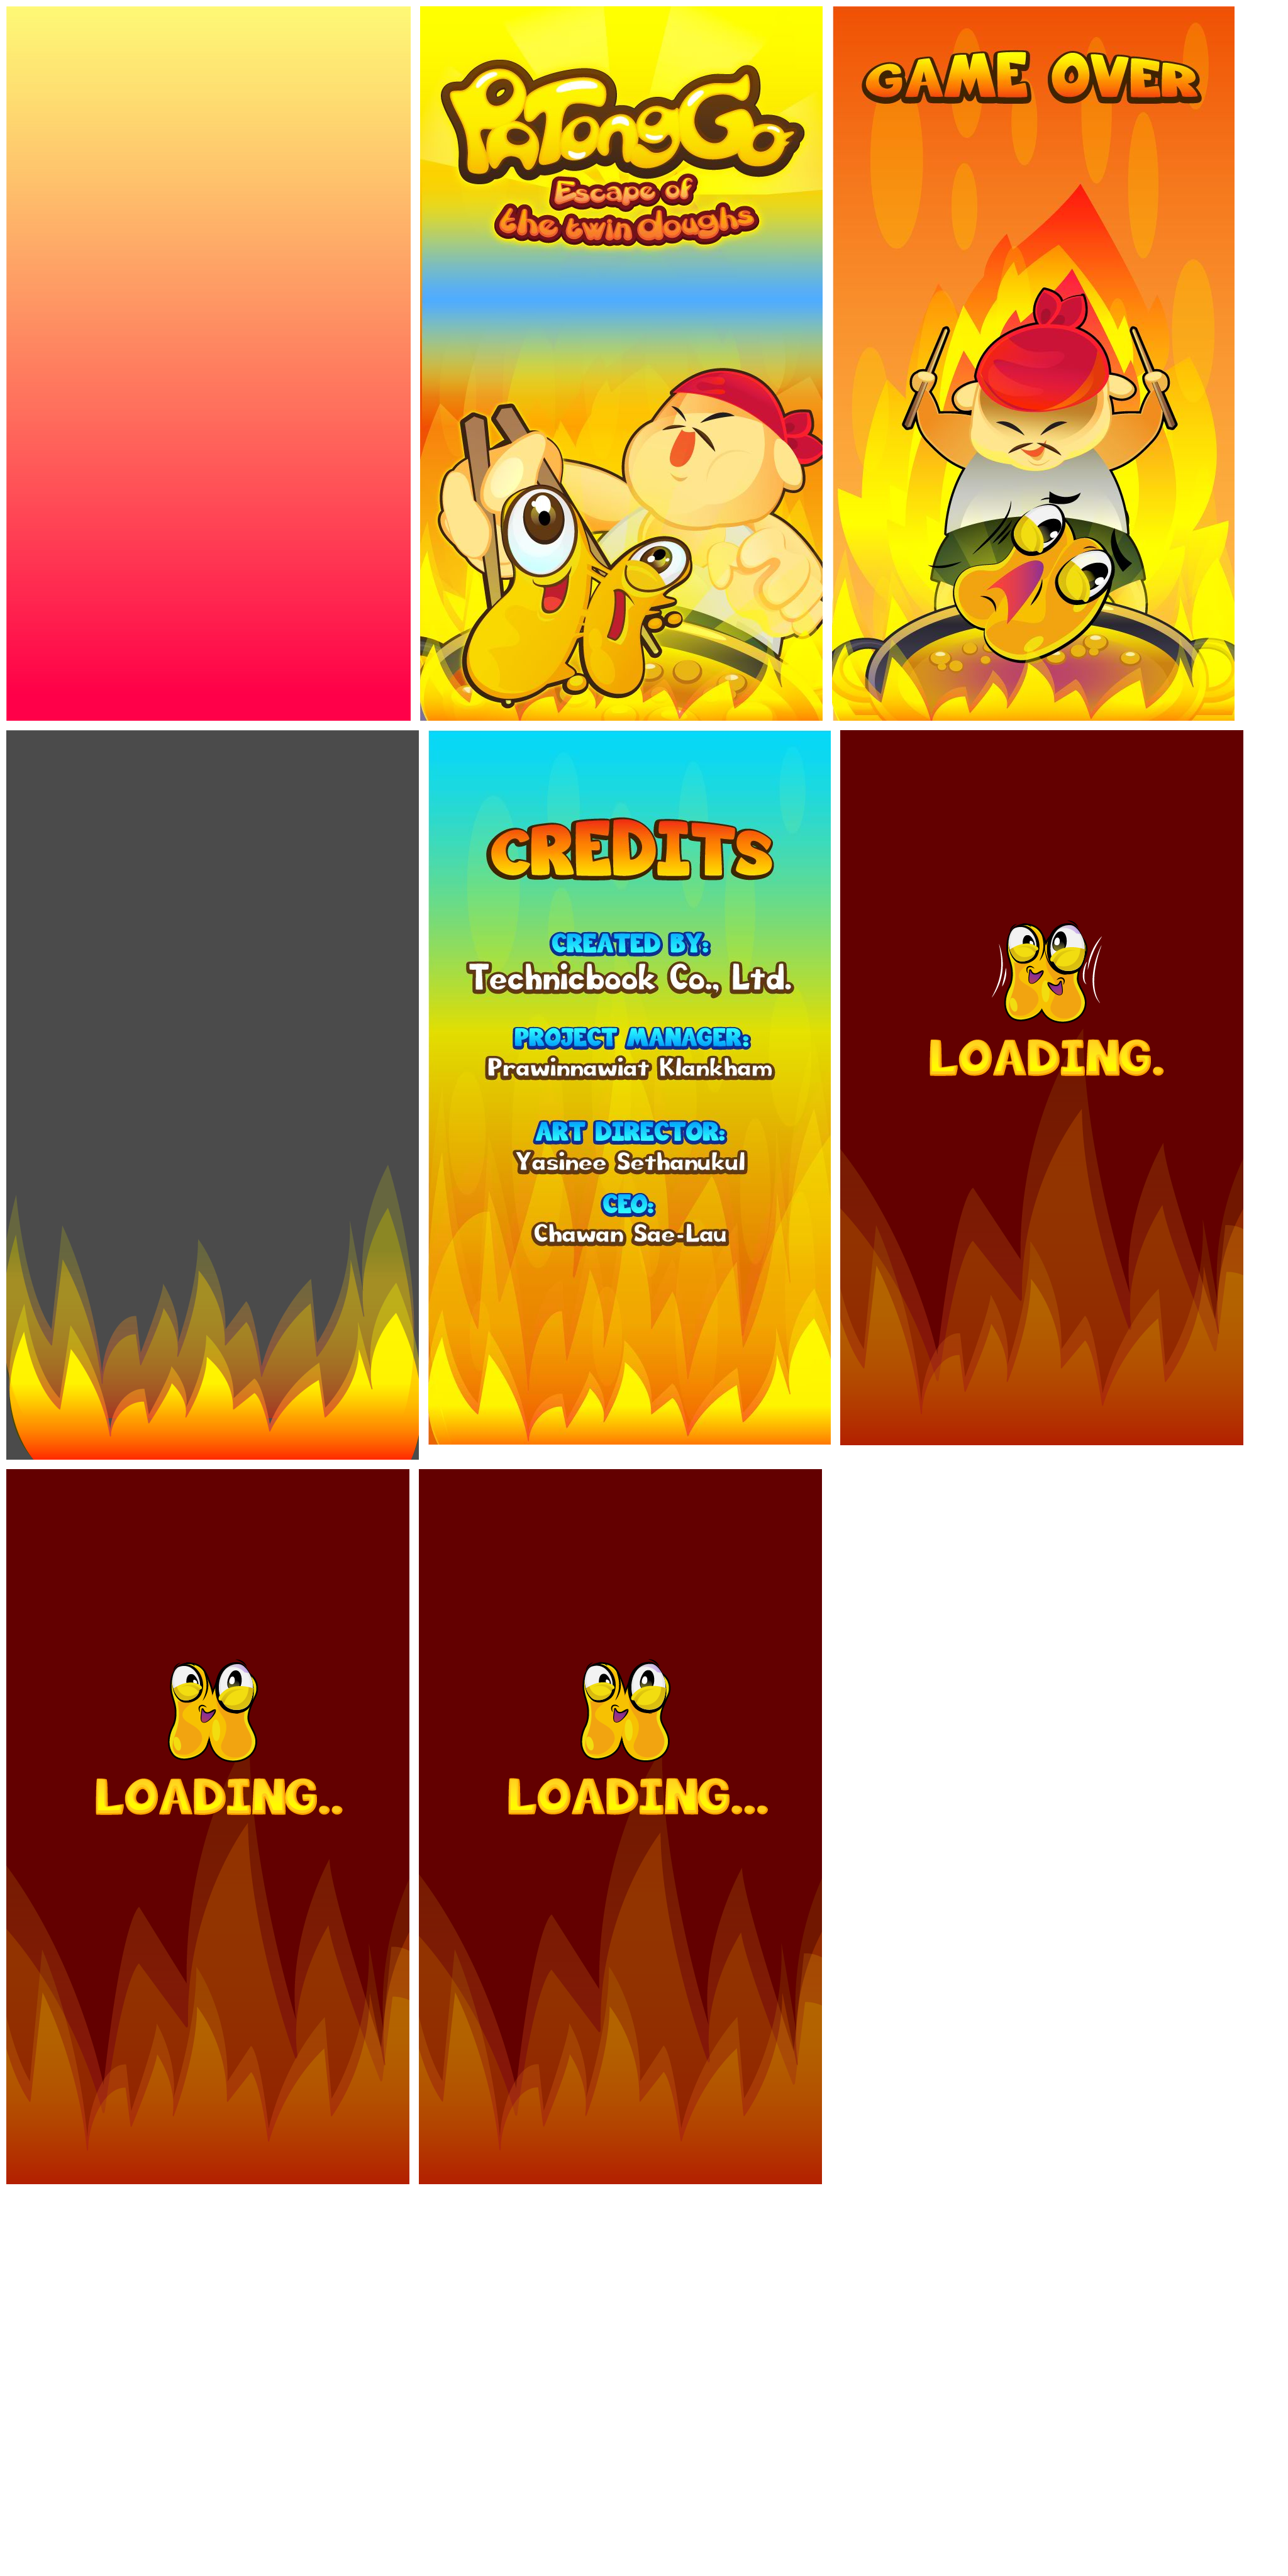 PaTongGo
Escape of
the twin doughs
GAME OVER
CREDITS
CREATED BY:
Technicbook Co., Ltd.
PROJECT MANAGER:
Prawinnawiat Klankham
ART DIRECTOR:
Yasinee Sethanukul
CEO:
Chawan Sae-Lau
LOADING.
LOADING..
LOADING...